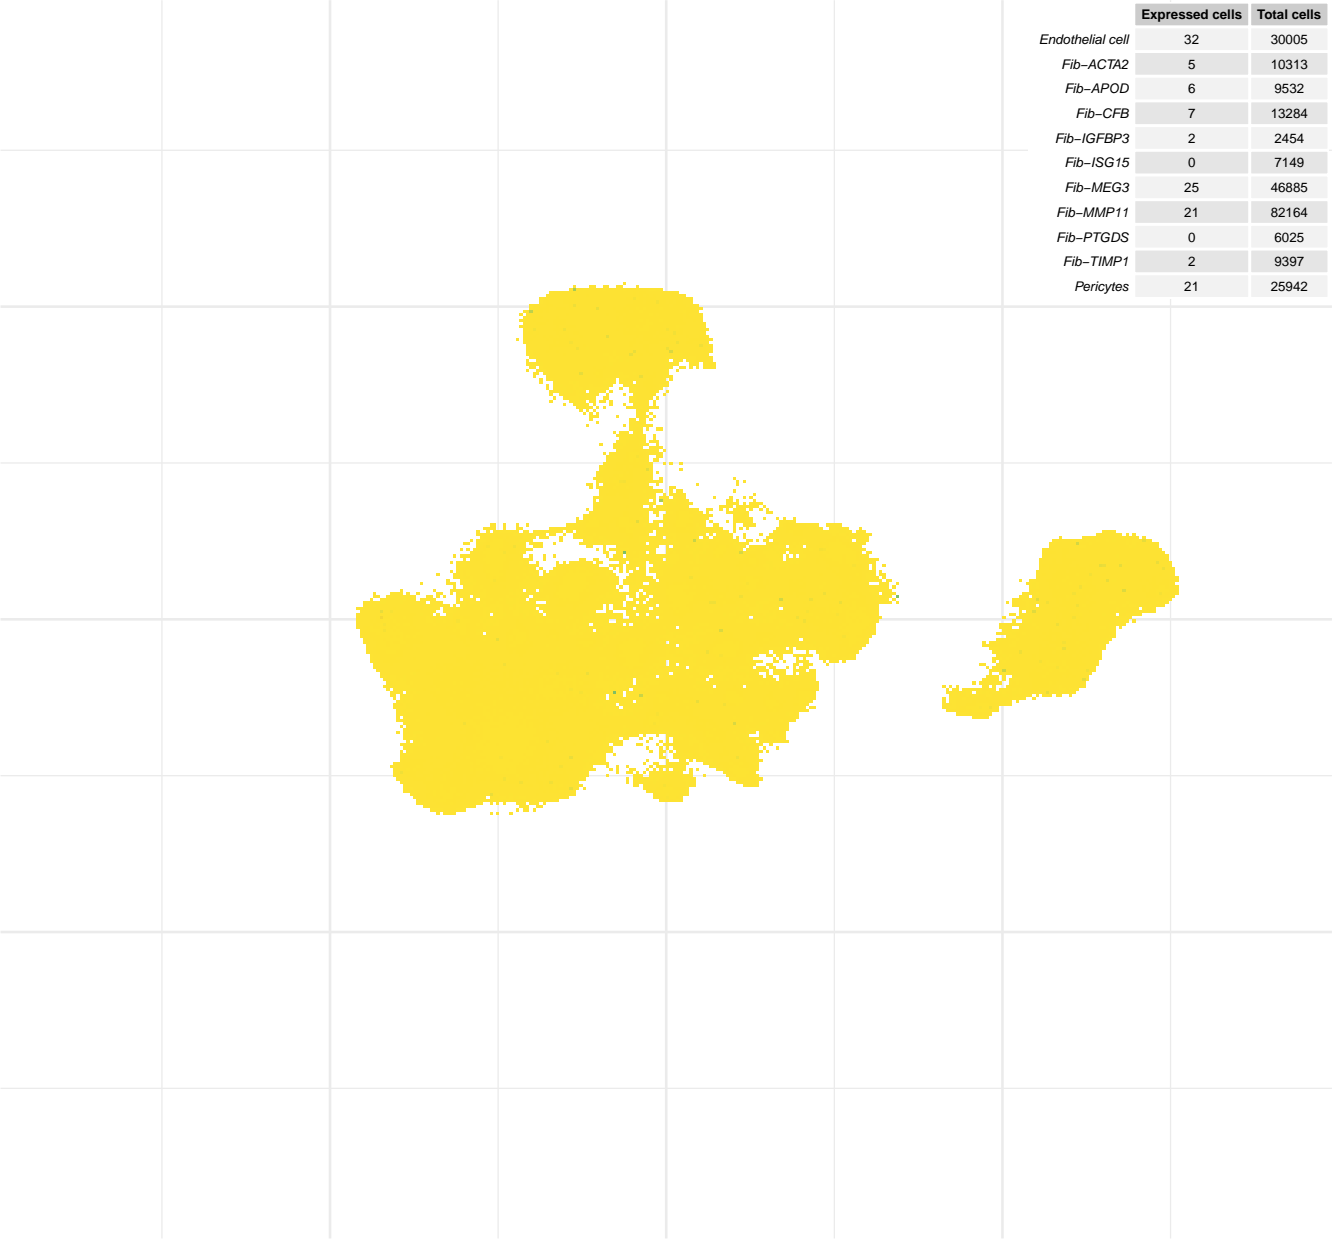 Expressed cells Total cells
Endothelial cell 32 30005
Fib−ACTA2 5 10313
Fib−APOD 6 9532
Fib−CFB 7 13284
Fib−IGFBP3 2 2454
Fib−ISG15 0 7149
Fib−MEG3 25 46885
Fib−MMP11 21 82164
Fib−PTGDS 0 6025
Fib−TIMP1 2 9397
Pericytes 21 25942